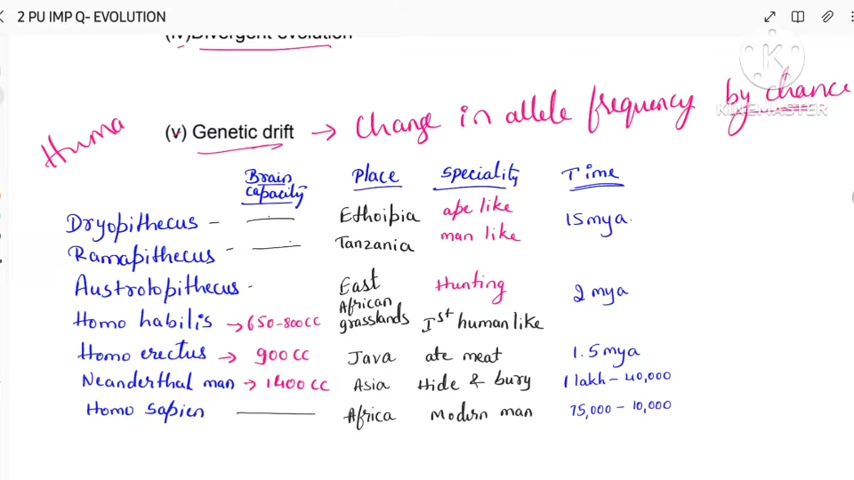 2 PU IMP Q- EVOLUTION
(iv)Divergent evolution
KINEMASTER
Huma (v) Genetic drift → Change in allele frequency by chance
Brain capacity Place Speciality Time
Dryopithecus - — Ethoipia ape like 15mya.
Ramapithecus - — Tanzania man like
Austrolopithecus - East African grasslands Hunting 2 mya
Homo habilis → 650-800CC Ist human like
Homo erectus → 900CC Java ate meat 1.5mya
Neanderthal man → 1400CC Asia Hide & bury 1 lakh - 40,000
Homo sapien — Africa Modern man 75,000 - 10,000